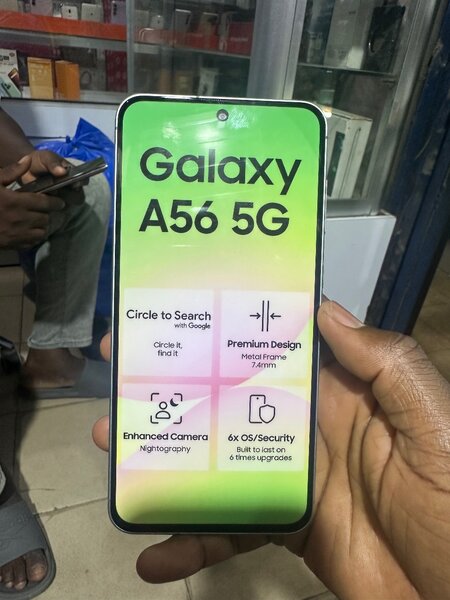 Galaxy
A56 5G
Circle to Search
with Google
Circle it,
find it
Premium Design
Metal Frame
7.4mm
Enhanced Camera
Nightography
6x OS/Security
Built to last on
6 times upgrades